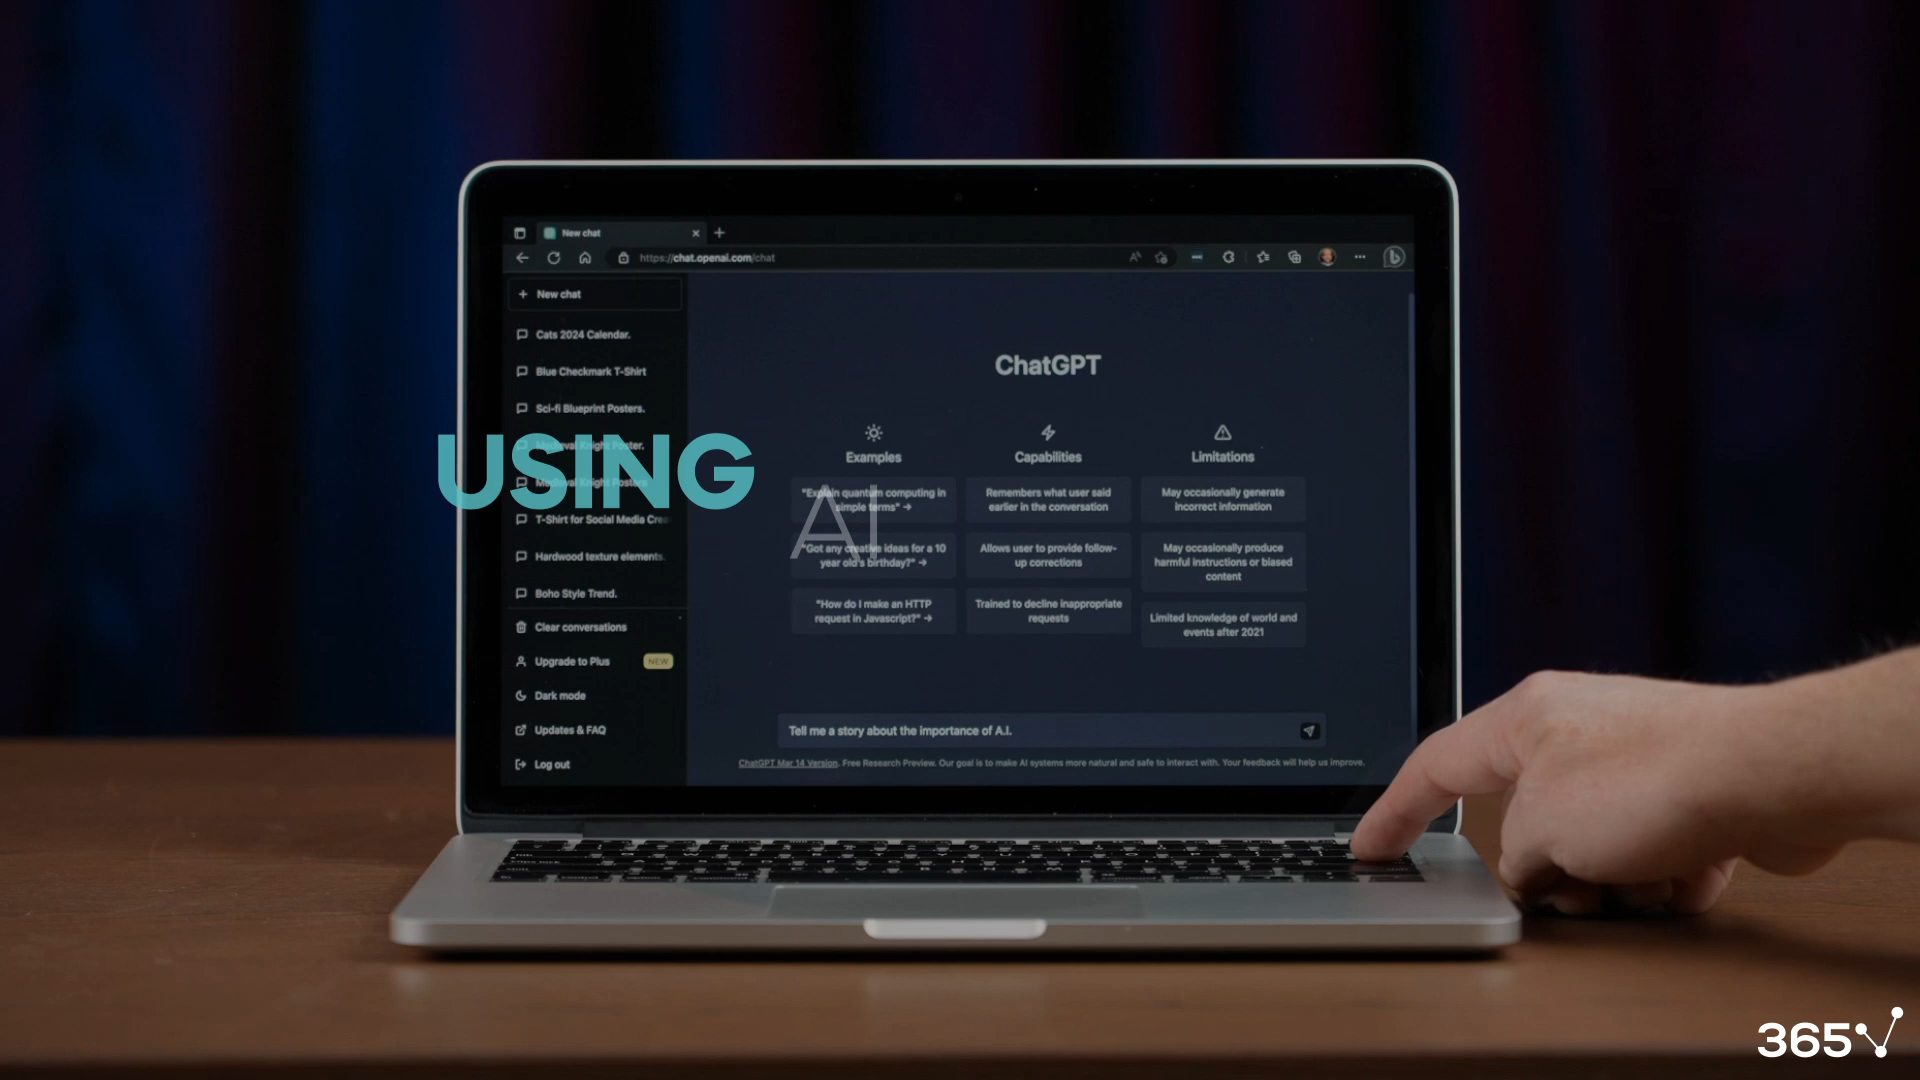 New chat
https://chat.openai.com/chat
New chat
Cats 2024 Calendar.
Blue Checkmark T-Shirt
Sci-fi Blueprint Posters.
Medieval Knight Poster.
Medieval Knight Posters
T-Shirt for Social Media Crea
Hardwood texture elements.
Boho Style Trend.
Clear conversations
Upgrade to Plus NEW
Dark mode
Updates & FAQ
Log out
USING
AI
ChatGPT
Examples
"Explain quantum computing in
simple terms" →
"Got any creative ideas for a 10
year old's birthday?" →
"How do I make an HTTP
request in Javascript?" →
Capabilities
Remembers what user said
earlier in the conversation
Allows user to provide follow-
up corrections
Trained to decline inappropriate
requests
Limitations
May occasionally generate
incorrect information
May occasionally produce
harmful instructions or biased
content
Limited knowledge of world and
events after 2021
Tell me a story about the importance of A.I.
ChatGPT Mar 14 Version. Free Research Preview. Our goal is to make AI systems more natural and safe to interact with. Your feedback will help us improve.
365